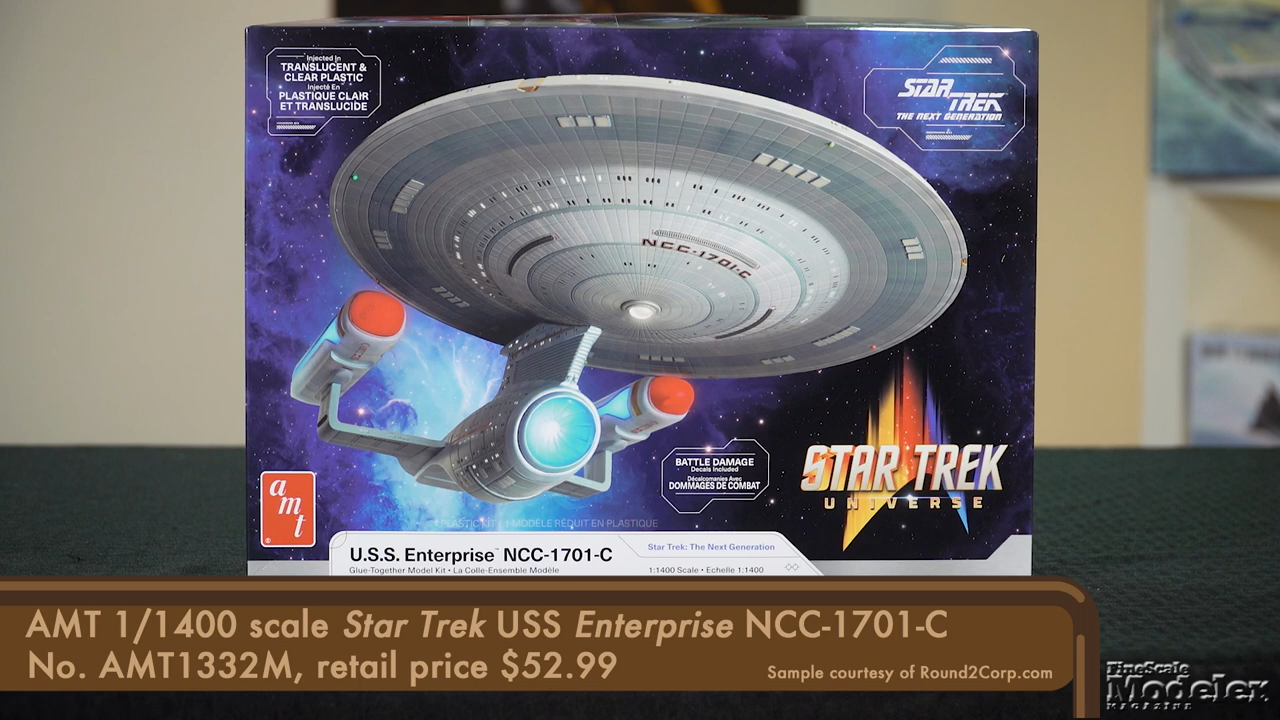 Injected In
TRANSLUCENT &
CLEAR PLASTIC
Injecté En
PLASTIQUE CLAIR
ET TRANSLUCIDE
STAR TREK
THE NEXT GENERATION
NCC-1701-C
BATTLE DAMAGE
Decals Included
Décalcomanies Avec
DOMMAGES DE COMBAT
STAR TREK
UNIVERSE
amt
PLASTIC KIT / MODÈLE RÉDUIT EN PLASTIQUE
U.S.S. Enterprise™ NCC-1701-C
Star Trek: The Next Generation
Glue-Together Model Kit • La Colle-Ensemble Modèle
1:1400 Scale • Echelle 1:1400
AMT 1/1400 scale Star Trek USS Enterprise NCC-1701-C
No. AMT1332M, retail price $52.99
Sample courtesy of Round2Corp.com
FineScale
Modeler
MAGAZINE